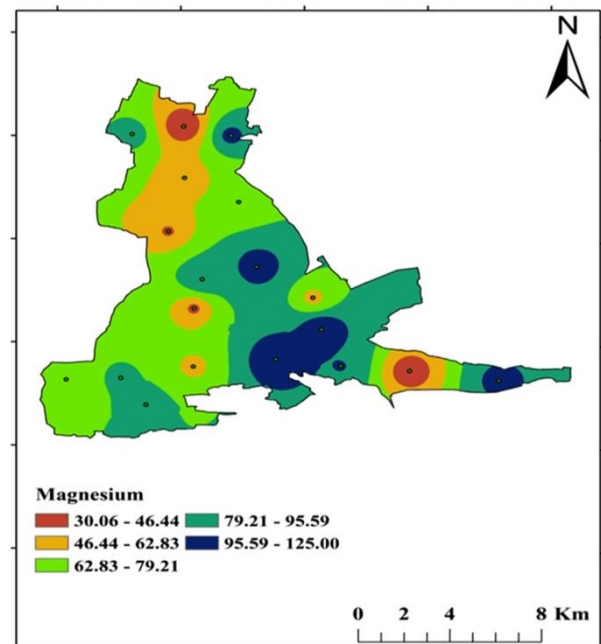 N
Magnesium
30.06 - 46.44
79.21 - 95.59
46.44 - 62.83
95.59 - 125.00
62.83 - 79.21
0 2 4 8 Km